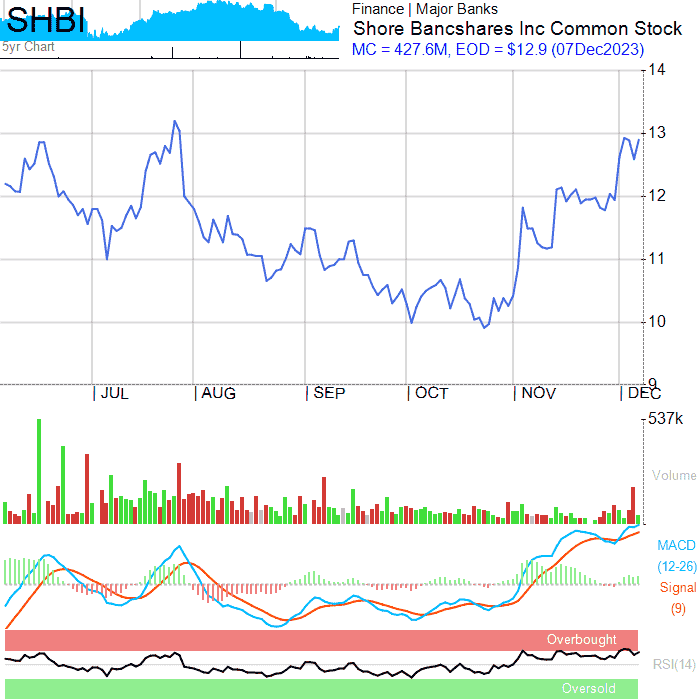 SHBI
5yr Chart
Finance | Major Banks
Shore Bancshares Inc Common Stock
MC = 427.6M, EOD = $12.9 (07Dec2023)
14
13
12
11
10
9
JUL AUG SEP OCT NOV DEC
537k
Volume
MACD
(12-26)
Signal
(9)
Overbought
RSI(14)
Oversold